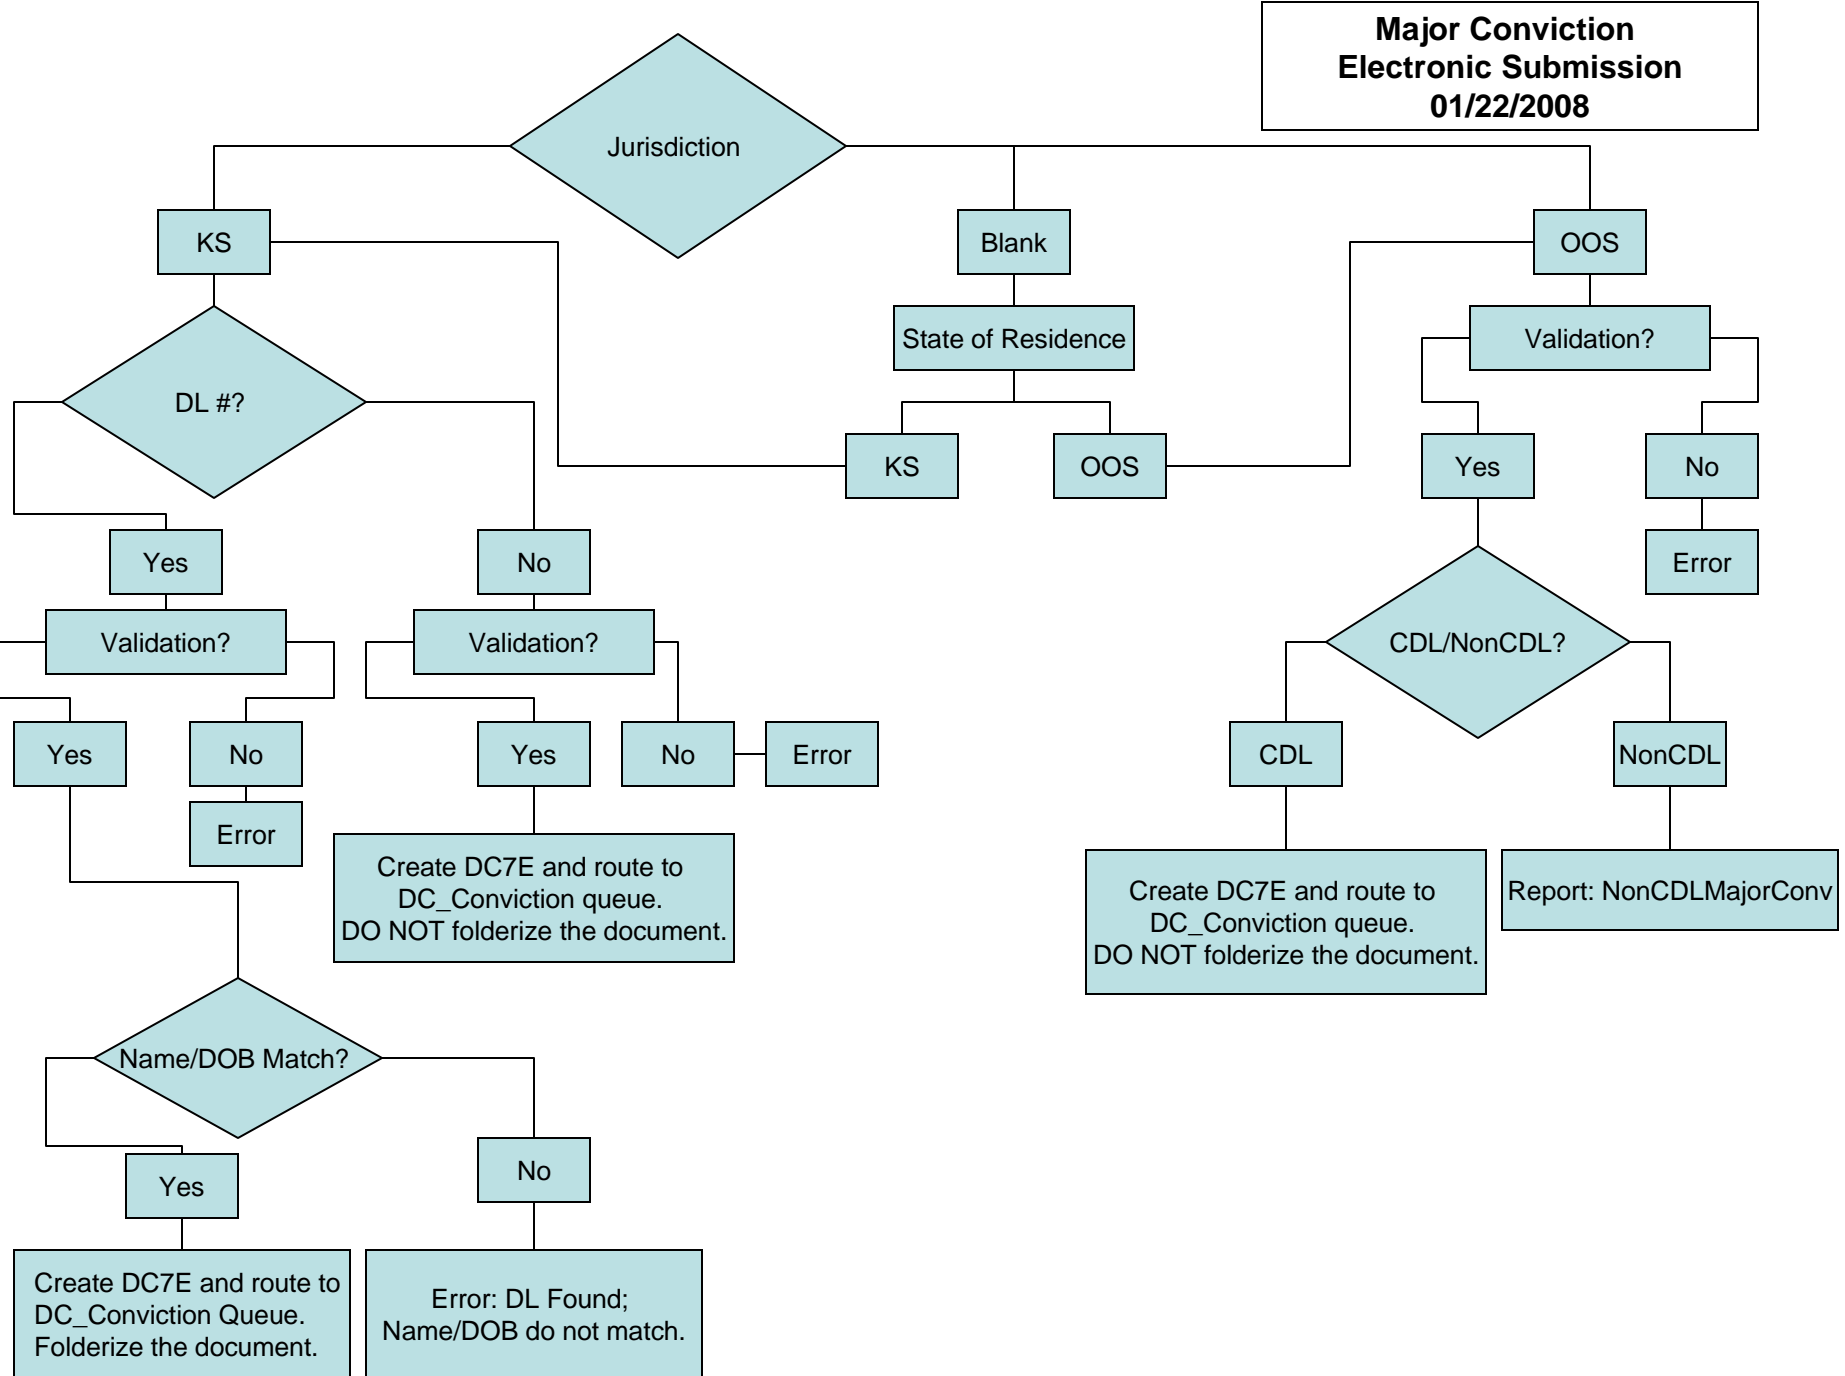 Major Conviction
Electronic Submission
01/22/2008
Jurisdiction
KS
Blank
OOS
State of Residence
Validation?
DL #?
KS
OOS
Yes
No
Yes
No
Error
Validation?
Validation?
CDL/NonCDL?
Yes
No
Yes
No
Error
CDL
NonCDL
Error
Create DC7E and route to
DC_Conviction queue.
DO NOT folderize the document.
Create DC7E and route to
DC_Conviction queue.
DO NOT folderize the document.
Report: NonCDLMajorConv
Name/DOB Match?
Yes
No
Create DC7E and route to
DC_Conviction Queue.
Folderize the document.
Error: DL Found;
Name/DOB do not match.